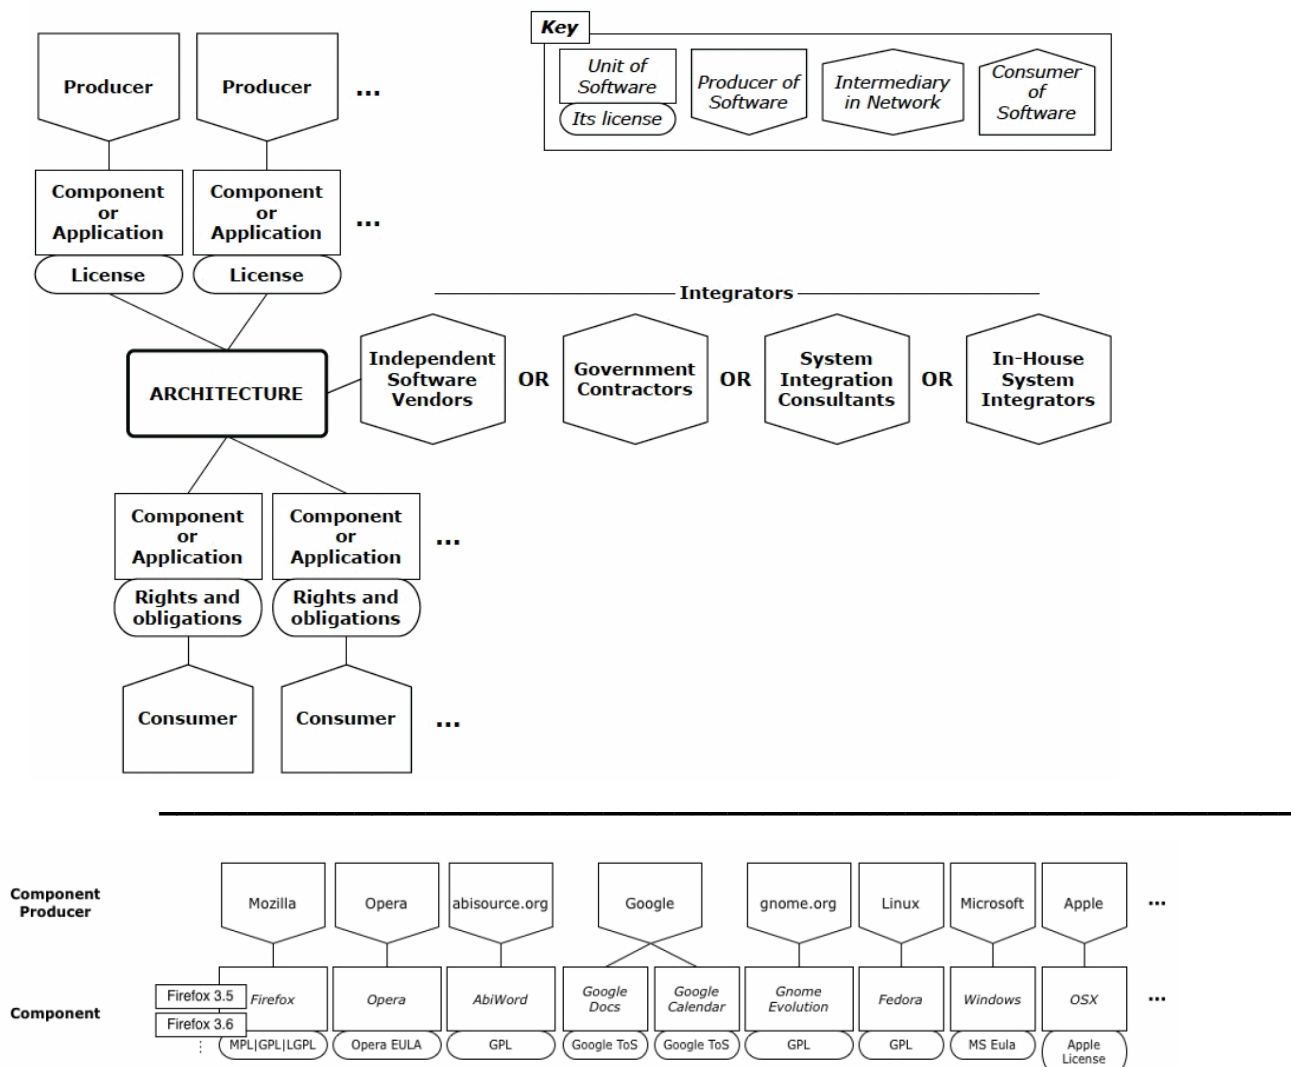 Key
Unit of
Software
Its license
Producer of
Software
Intermediary
in Network
Consumer
of
Software
Producer
Producer
...
Component
or
Application
License
Component
or
Application
License
...
Integrators
ARCHITECTURE
Independent
Software
Vendors
OR
Government
Contractors
OR
System
Integration
Consultants
OR
In-House
System
Integrators
Component
or
Application
Rights and
obligations
Component
or
Application
Rights and
obligations
...
Consumer
Consumer
...
Component
Producer
Mozilla
Opera
abisource.org
Google
gnome.org
Linux
Microsoft
Apple
...
Component
Firefox 3.5
Firefox 3.6
Firefox
MPL|GPL|LGPL
Opera
Opera EULA
AbiWord
GPL
Google
Docs
Google ToS
Google
Calendar
Google ToS
Gnome
Evolution
GPL
Fedora
GPL
Windows
MS Eula
OSX
Apple
License
...